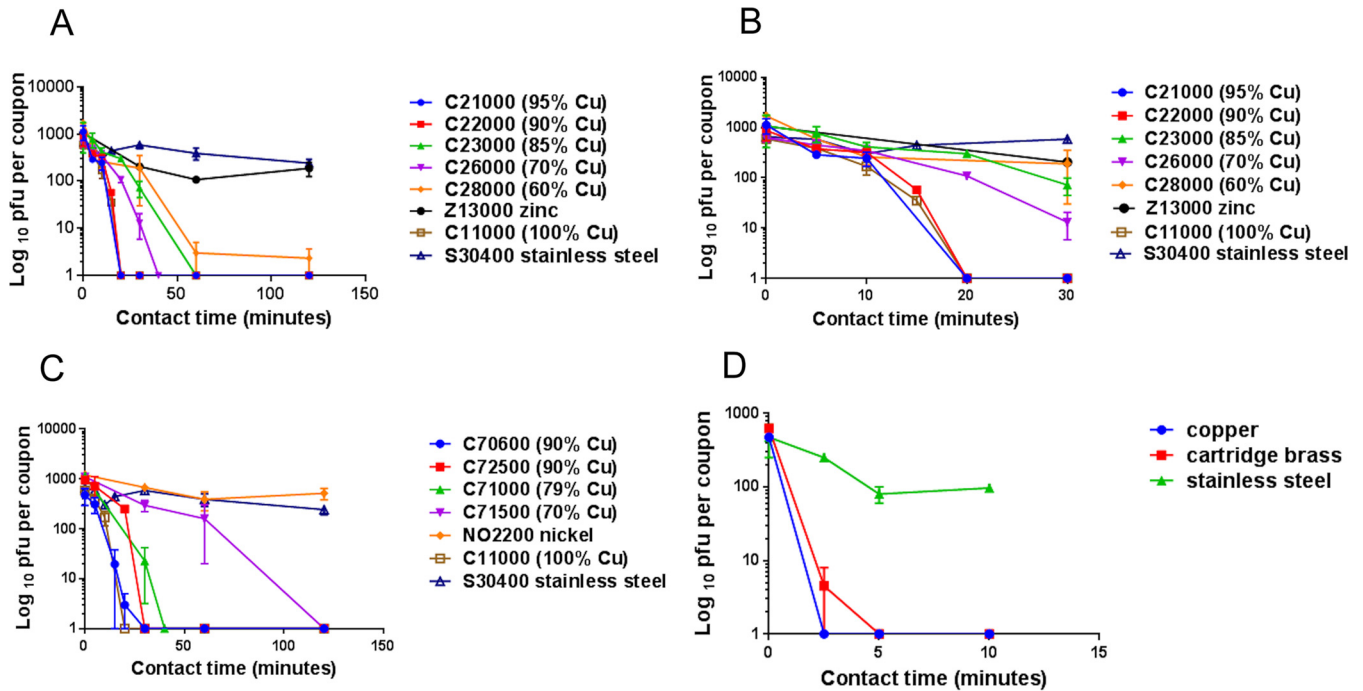 A
Log 10 pfu per coupon
10000
1000
100
10
1
0
50
100
150
Contact time (minutes)
C21000 (95% Cu)
C22000 (90% Cu)
C23000 (85% Cu)
C26000 (70% Cu)
C28000 (60% Cu)
Z13000 zinc
C11000 (100% Cu)
S30400 stainless steel
B
Log 10 pfu per coupon
10000
1000
100
10
1
0
10
20
30
Contact time (minutes)
C21000 (95% Cu)
C22000 (90% Cu)
C23000 (85% Cu)
C26000 (70% Cu)
C28000 (60% Cu)
Z13000 zinc
C11000 (100% Cu)
S30400 stainless steel
C
Log 10 pfu per coupon
10000
1000
100
10
1
0
50
100
150
Contact time (minutes)
C70600 (90% Cu)
C72500 (90% Cu)
C71000 (79% Cu)
C71500 (70% Cu)
NO2200 nickel
C11000 (100% Cu)
S30400 stainless steel
D
Log 10 pfu per coupon
1000
100
10
1
0
5
10
15
Contact time (minutes)
copper
cartridge brass
stainless steel